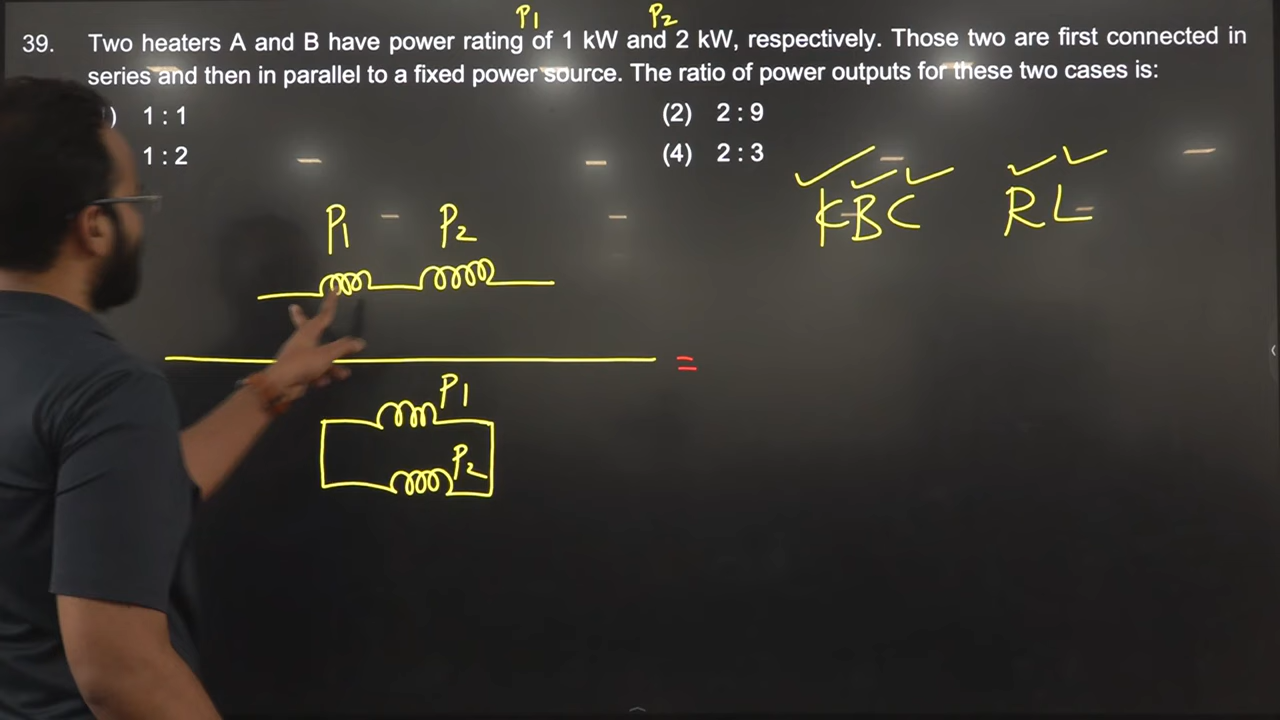 P1 P2
39. Two heaters A and B have power rating of 1 kW and 2 kW, respectively. Those two are first connected in
series and then in parallel to a fixed power source. The ratio of power outputs for these two cases is:
) 1 : 1 (2) 2 : 9
1 : 2 (4) 2 : 3
KBC RL
P1 P2
=
P1
P2